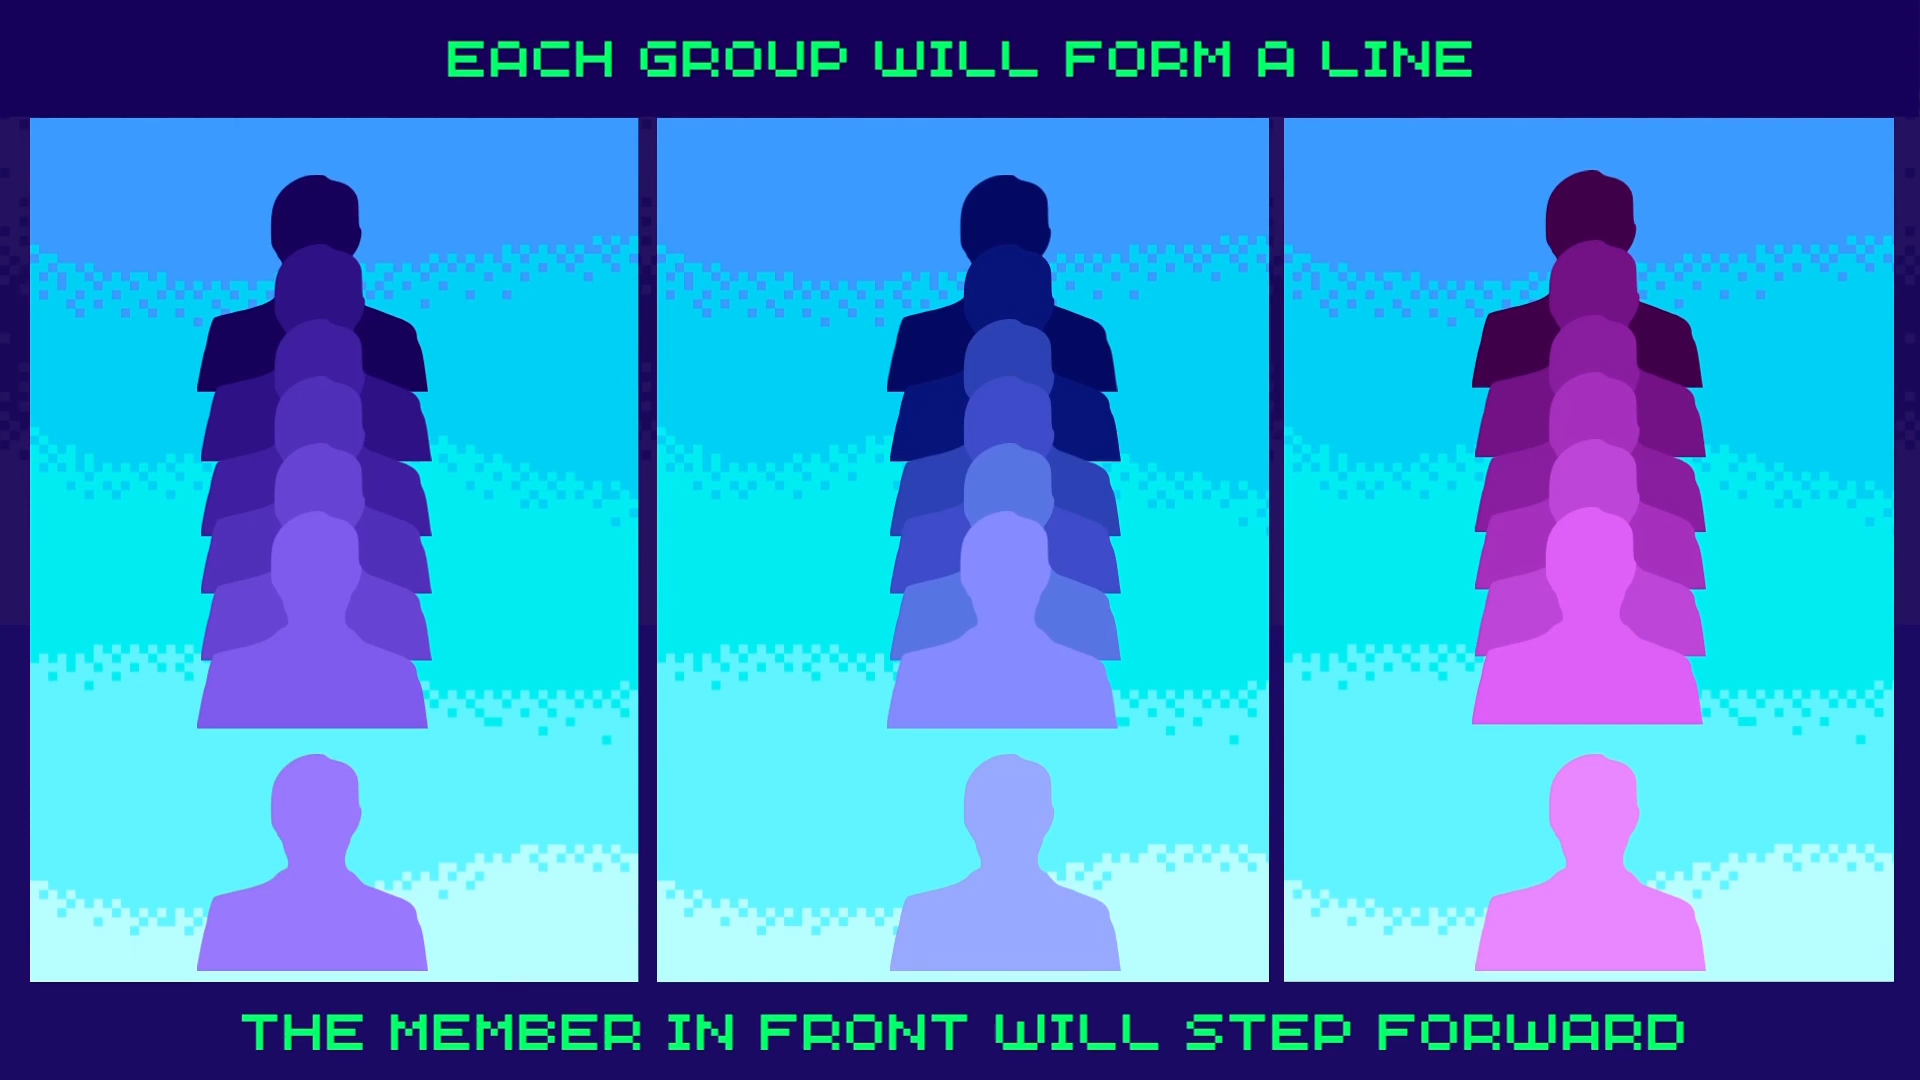 EACH GROUP WILL FORM A LINE
THE MEMBER IN FRONT WILL STEP FORWARD